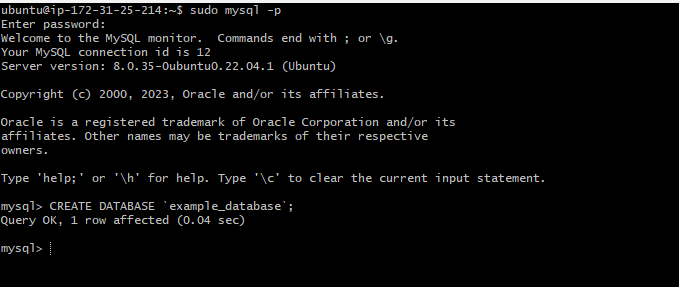 ubuntu@ip-172-31-25-214:~$ sudo mysql -p
Enter password:
Welcome to the MySQL monitor.  Commands end with ; or \g.
Your MySQL connection id is 12
Server version: 8.0.35-0ubuntu0.22.04.1 (Ubuntu)
Copyright (c) 2000, 2023, Oracle and/or its affiliates.
Oracle is a registered trademark of Oracle Corporation and/or its
affiliates. Other names may be trademarks of their respective
owners.
Type 'help;' or '\h' for help. Type '\c' to clear the current input statement.
mysql> CREATE DATABASE `example_database`;
Query OK, 1 row affected (0.04 sec)
mysql>